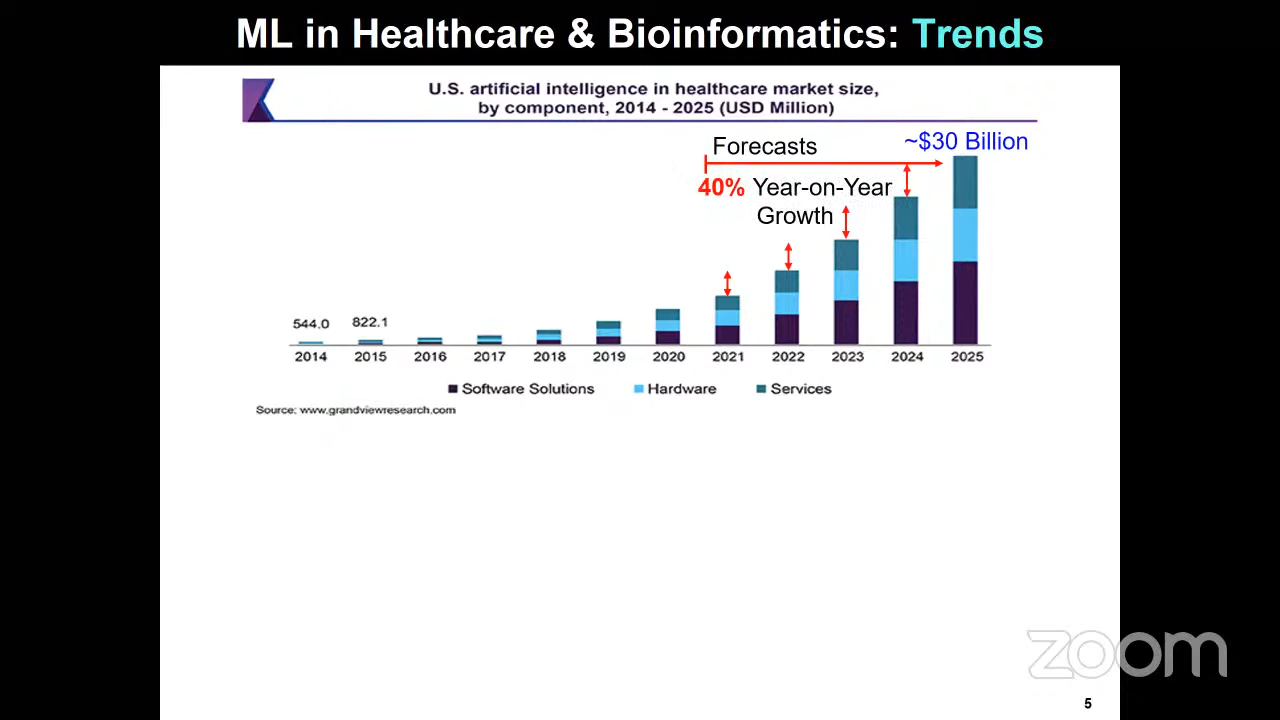 ML in Healthcare & Bioinformatics: Trends
U.S. artificial intelligence in healthcare market size,
by component, 2014 - 2025 (USD Million)
Forecasts
~$30 Billion
40% Year-on-Year
Growth
544.0
822.1
2014 2015 2016 2017 2018 2019 2020 2021 2022 2023 2024 2025
Software Solutions Hardware Services
Source: www.grandviewresearch.com
zoom
5